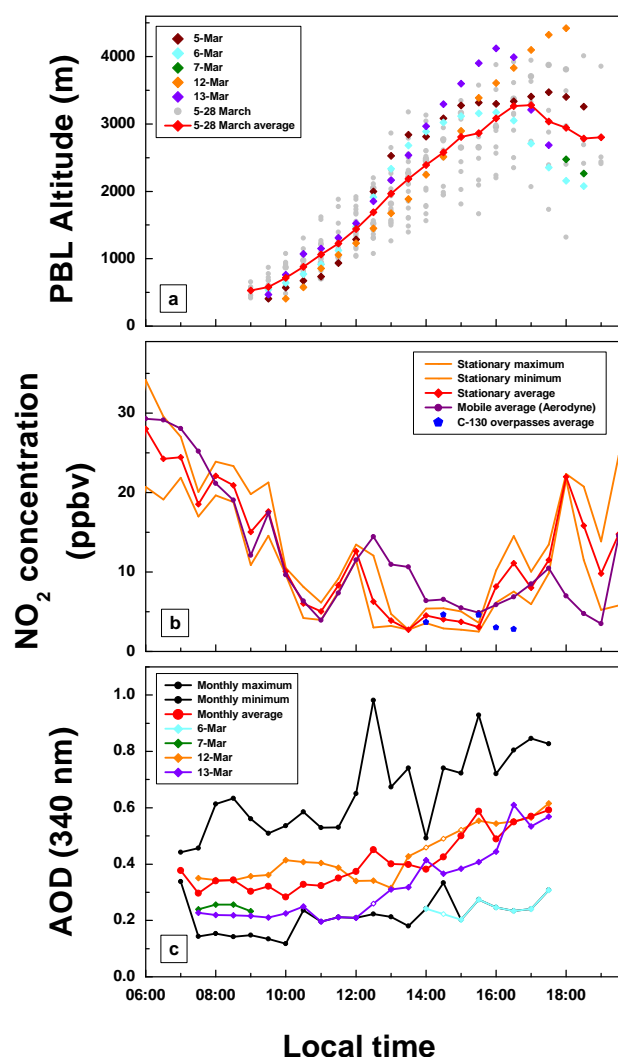 PBL Altitude (m)
4000
3000
2000
1000
0
5-Mar
6-Mar
7-Mar
12-Mar
13-Mar
5-28 March
5-28 March average
a
NO2 concentration
(ppbv)
30
20
10
0
Stationary maximum
Stationary minimum
Stationary average
Mobile average (Aerodyne)
C-130 overpasses average
b
AOD (340 nm)
1.0
0.8
0.6
0.4
0.2
0.0
Monthly maximum
Monthly minimum
Monthly average
6-Mar
7-Mar
12-Mar
13-Mar
c
06:00 08:00 10:00 12:00 14:00 16:00 18:00
Local time